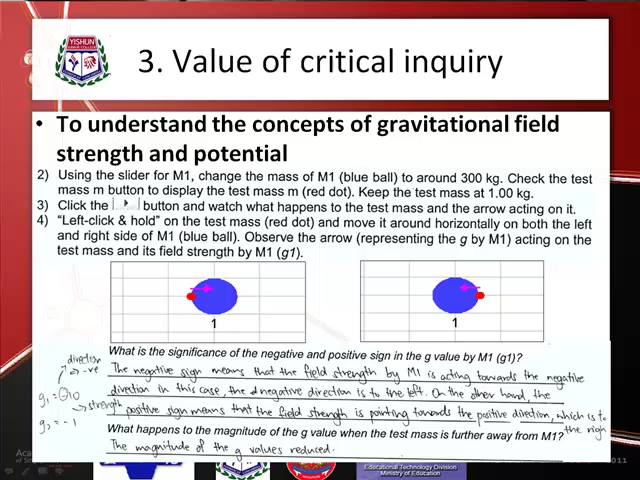 YISHUN
JUNIOR COLLEGE
3. Value of critical inquiry
• To understand the concepts of gravitational field
strength and potential
2) Using the slider for M1, change the mass of M1 (blue ball) to around 300 kg. Check the test
mass m button to display the test mass m (red dot). Keep the test mass at 1.00 kg.
3) Click the button and watch what happens to the test mass and the arrow acting on it.
4) "Left-click & hold" on the test mass (red dot) and move it around horizontally on both the left
and right side of M1 (blue ball). Observe the arrow (representing the g by M1) acting on the
test mass and its field strength by M1 (g1).
1
1
What is the significance of the negative and positive sign in the g value by M1 (g1)?
The negative sign means that the field strength by M1 is acting towards the negative
direction in this case, the negative direction is to the left. On the other hand, the
positive sign means that the field strength is pointing towards the positive direction, which is to
the righ
direction
-ve
g₁ = -10
strength
g₂ = -1
What happens to the magnitude of the g value when the test mass is further away from M1?
The magnitude of the g values reduced.
Educational Technology Division
Ministry of Education
011